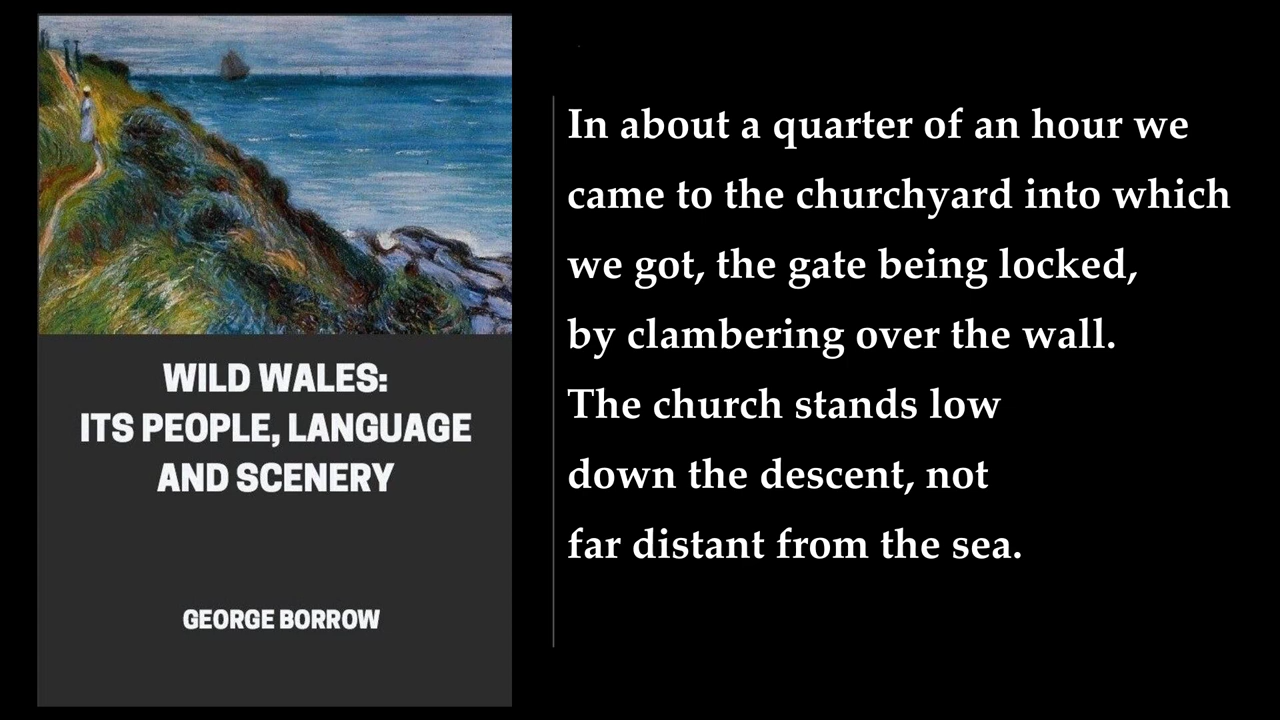 WILD WALES:
ITS PEOPLE, LANGUAGE
AND SCENERY
GEORGE BORROW
In about a quarter of an hour we
came to the churchyard into which
we got, the gate being locked,
by clambering over the wall.
The church stands low
down the descent, not
far distant from the sea.